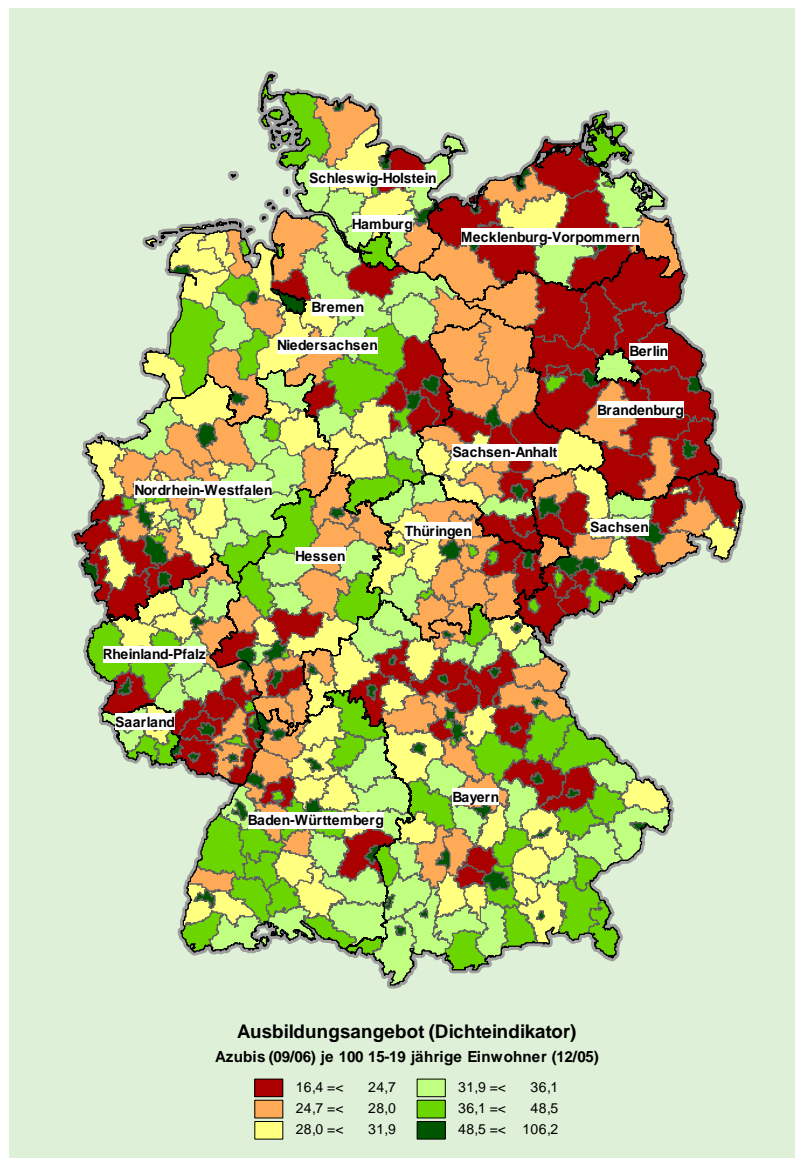 Schleswig-Holstein
Hamburg
Mecklenburg-Vorpommern
Bremen
Niedersachsen
Berlin
Brandenburg
Sachsen-Anhalt
Nordrhein-Westfalen
Sachsen
Thüringen
Hessen
Rheinland-Pfalz
Saarland
Bayern
Baden-Württemberg
Ausbildungsangebot (Dichteindikator)
Azubis (09/06) je 100 15-19 jährige Einwohner (12/05)
16,4 =< 24,7 31,9 =< 36,1
24,7 =< 28,0 36,1 =< 48,5
28,0 =< 31,9 48,5 =< 106,2